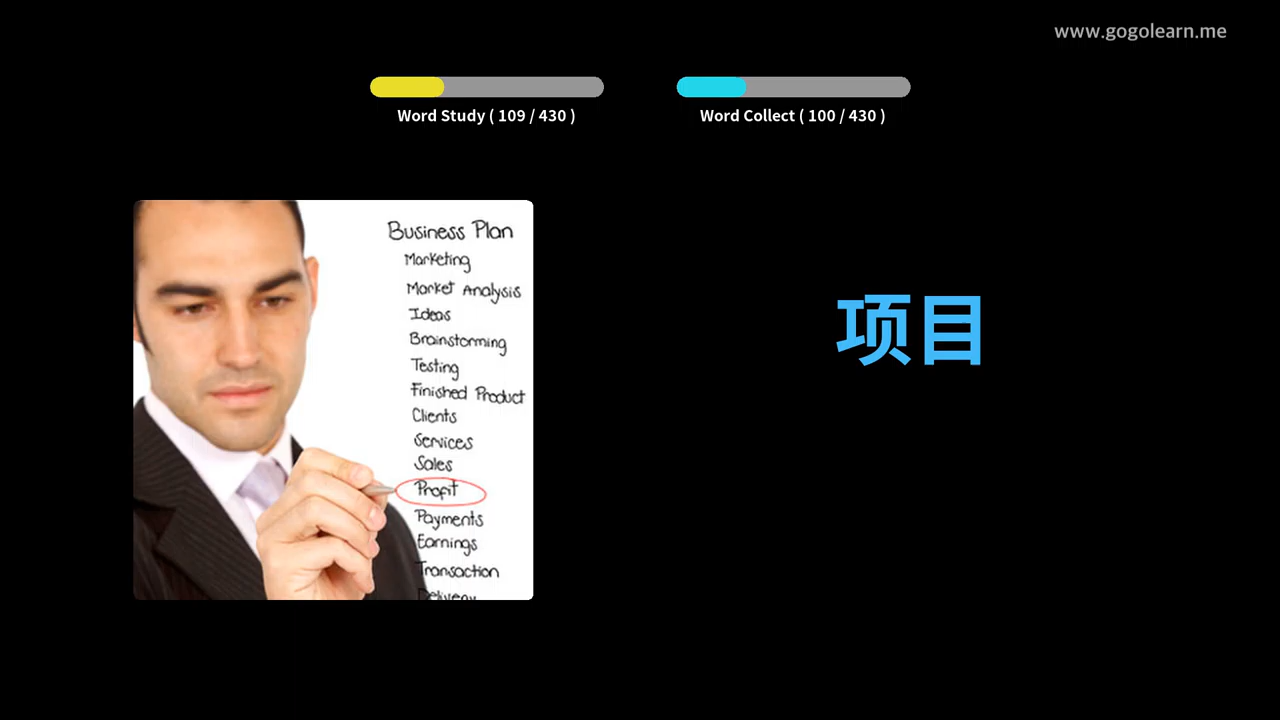 www.gogolearn.me
Word Study ( 109 / 430 )
Word Collect ( 100 / 430 )
Business Plan
Marketing
Market Analysis
Ideas
Brainstorming
Testing
Finished Product
Clients
Services
Sales
Profit
Payments
Earnings
Transaction
Delivery
项目